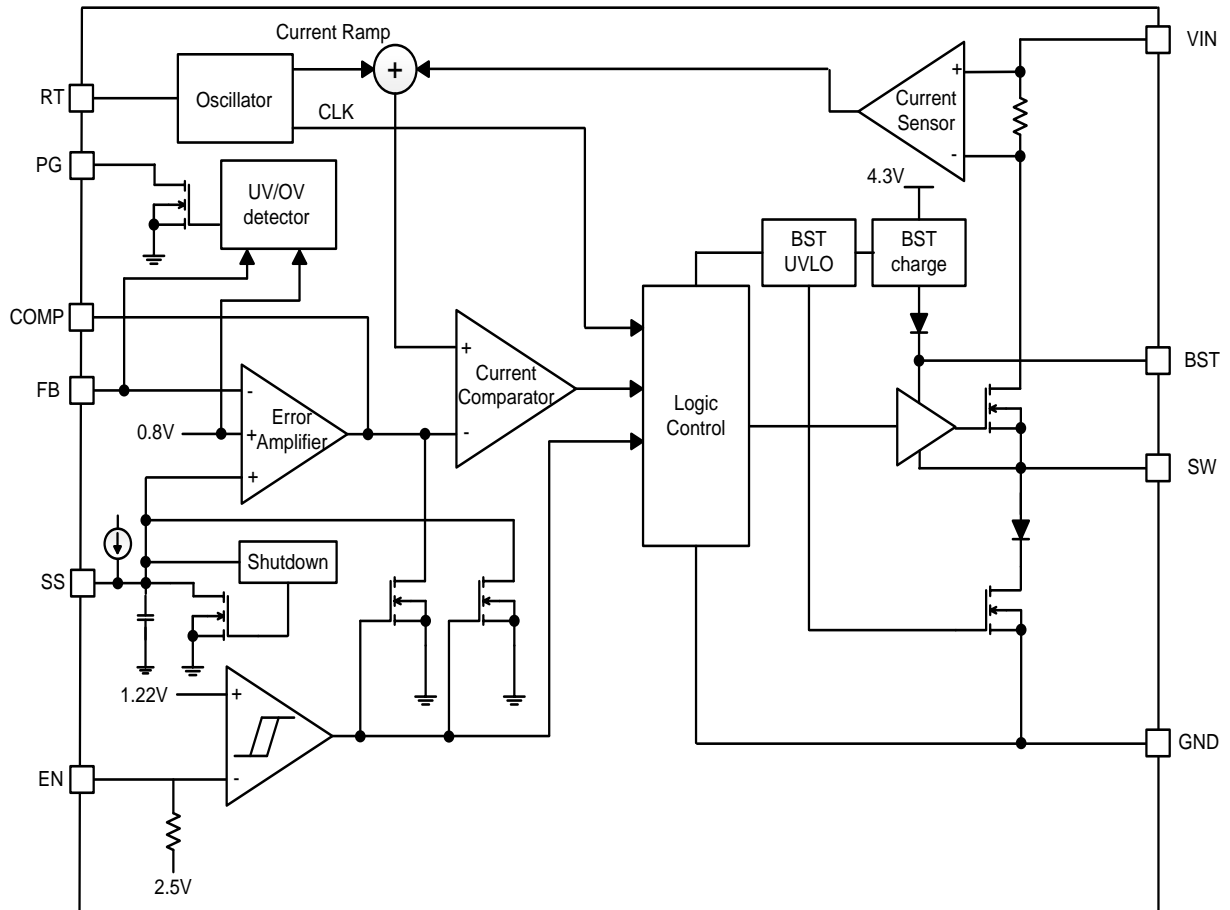 Current Ramp
VIN
+
+
RT
Oscillator
Current
Sensor
CLK
-
PG
4.3V
UV/OV
detector
BST
UVLO
BST
charge
COMP
+
BST
FB
-
Current
Comparator
Logic
Control
0.8V
+
Error
Amplifier
-
SW
+
Shutdown
SS
1.22V
+
GND
EN
-
2.5V